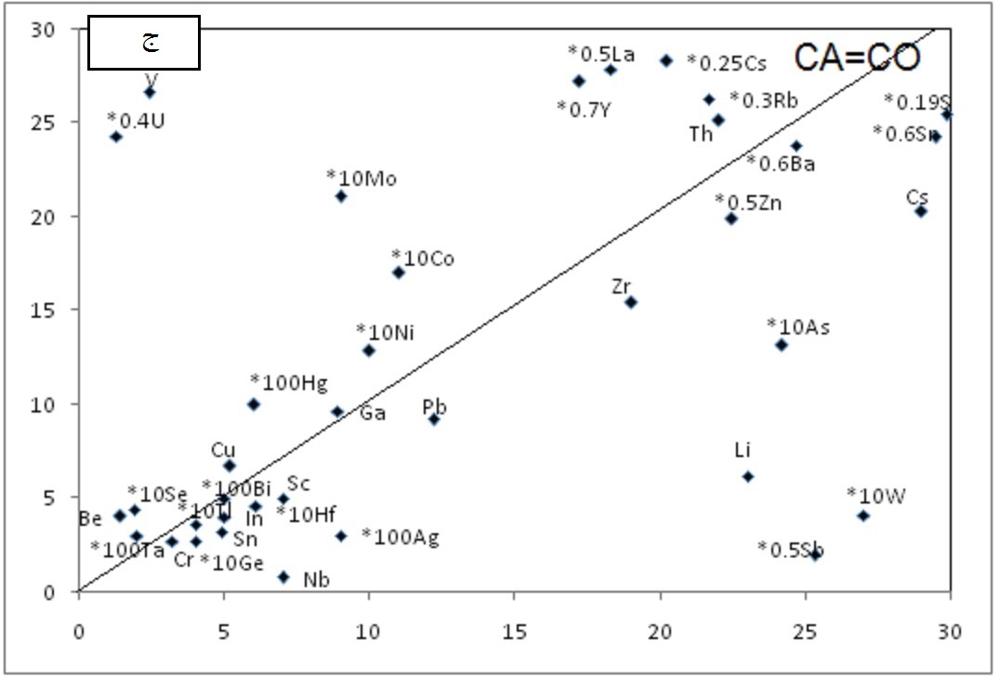 ج
CA=CO
30
25
20
15
10
5
0
V
*0.4U
*0.5La
*0.25Cs
*0.7Y
*0.3Rb
Th
*0.19S
*0.6Sn
*0.6Ba
*10Mo
*0.5Zn
Cs
*10Co
Zr
*10Ni
*10As
*100Hg
Ga
Pb
Cu
Li
*10Se
*100Bi
Sc
*10W
Be
*10Tl
In
*10Hf
*100Ta
Sn
*100Ag
Cr
*10Ge
*0.5Sb
Nb
0 5 10 15 20 25 30